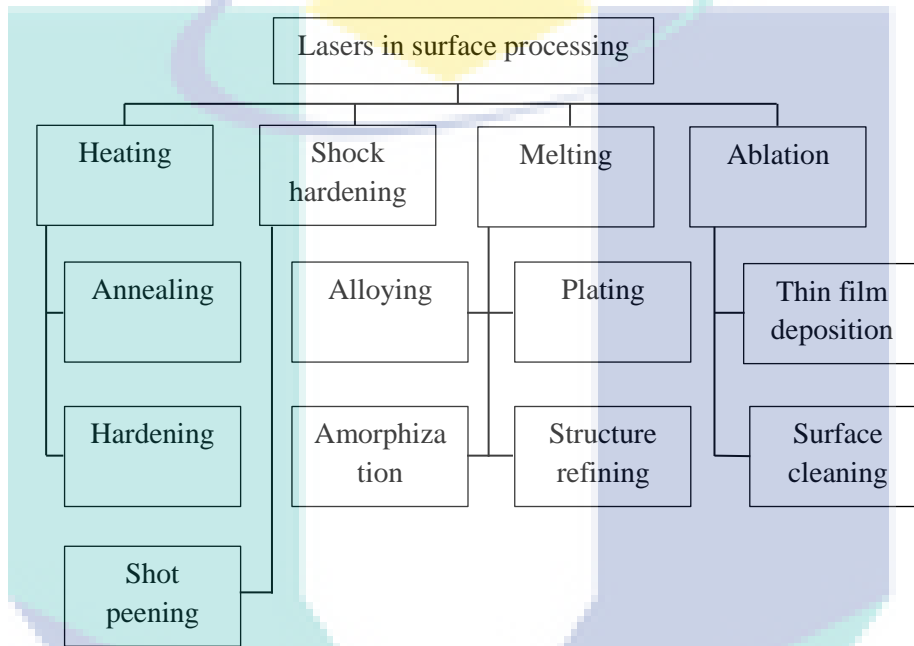 Lasers in surface processing
Heating
Shock
hardening
Melting
Ablation
Annealing
Alloying
Plating
Thin film
deposition
Hardening
Amorphiza
tion
Structure
refining
Surface
cleaning
Shot
peening